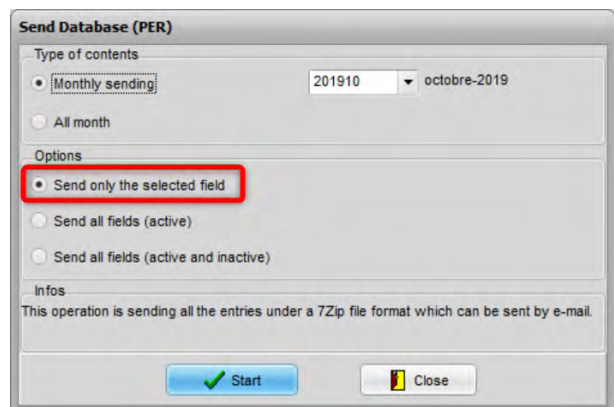 Send Database (PER)
Type of contents
Monthly sending 201910 octobre-2019
All month
Options
Send only the selected field
Send all fields (active)
Send all fields (active and inactive)
Infos
This operation is sending all the entries under a 7Zip file format which can be sent by e-mail.
Start Close